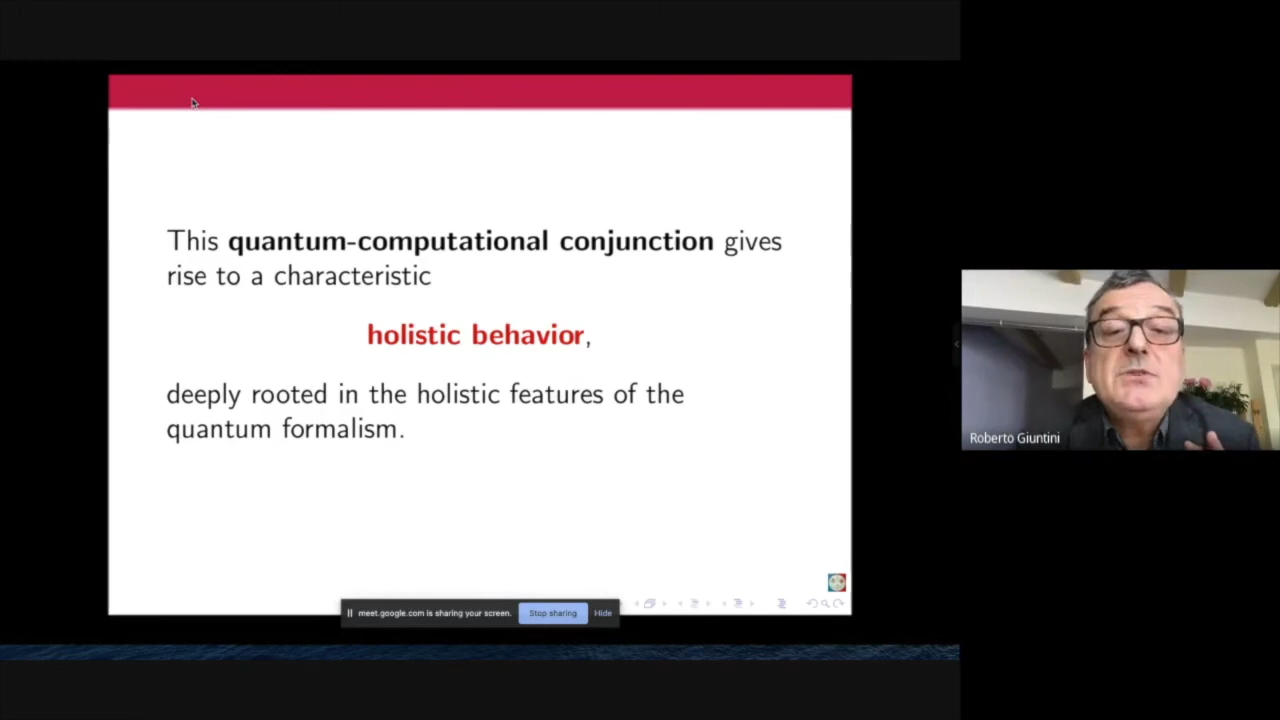 This quantum-computational conjunction gives
rise to a characteristic
holistic behavior,
deeply rooted in the holistic features of the
quantum formalism.
meet.google.com is sharing your screen.
Stop sharing
Hide
Roberto Giuntini